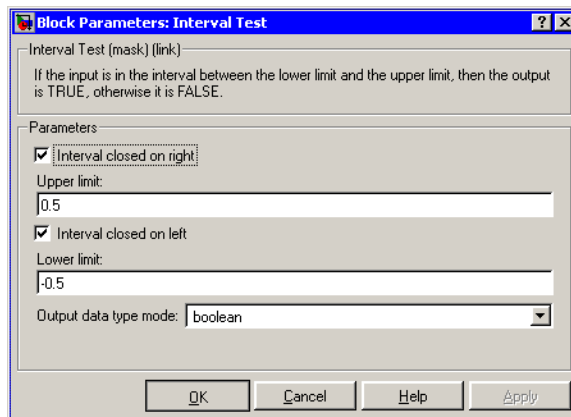 Block Parameters: Interval Test
Interval Test (mask) (link)
If the input is in the interval between the lower limit and the upper limit, then the output
is TRUE, otherwise it is FALSE.
Parameters
Interval closed on right
Upper limit:
0.5
Interval closed on left
Lower limit:
-0.5
Output data type mode: boolean
OK Cancel Help Apply